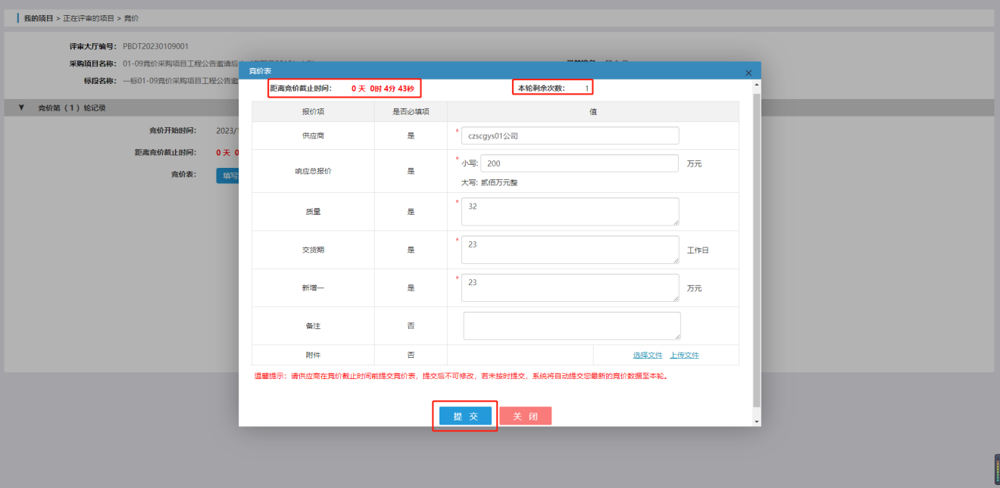 我的项目 > 正在评审的项目 > 竞价
评审大厅编号： PBDT20230109001
采购项目名称： 01-09竞价采购项目工程公告邀请后
标段名称： 一标01-09竞价采购项目工程公告邀
▼ 竞价第（1）轮记录
竞价开始时间： 2023/
距离竞价截止时间： 0 天 0
竞价表： 填写
竞价表 ×
距离竞价截止时间： 0 天 0时 4分 43秒 本轮剩余次数： 1
报价项 是否必填项 值
供应商 是 * czscgys01公司
响应总报价 是 * 小写: 200 万元
大写: 贰佰万元整
质量 是 * 32
交货期 是 * 23 工作日
新增一 是 * 23 万元
备注 否
附件 否 选择文件 上传文件
温馨提示：请供应商在竞价截止时间前提交竞价表，提交后不可修改，若未按时提交，系统将自动提交您最新的竞价数据至本轮。
提 交 关 闭